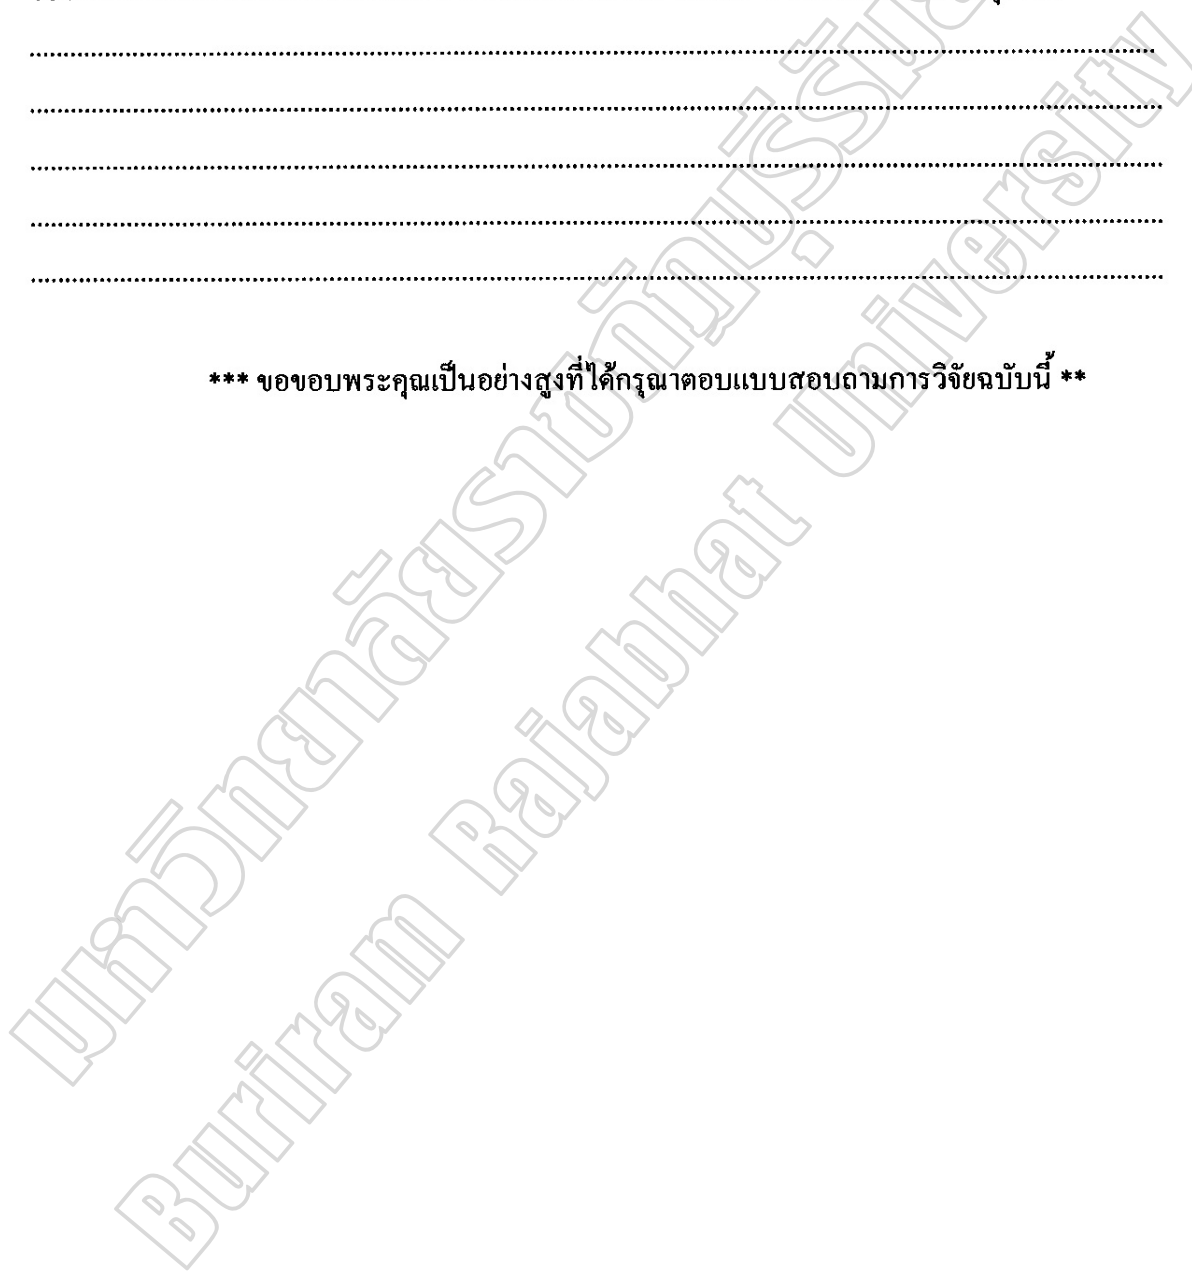 ................................................................................
................................................................................
................................................................................
................................................................................
................................................................................
*** ขอขอบพระคุณเป็นอย่างสูงที่ได้กรุณาตอบแบบสอบถามการวิจัยฉบับนี้ **
มหาวิทยาลัยราชภัฏบุรีรัมย์
Buriram Rajabhat University